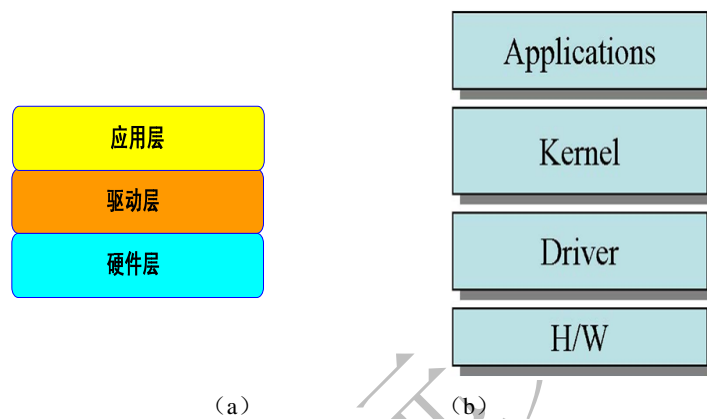 应用层
驱动层
硬件层
Applications
Kernel
Driver
H/W
（a）
（b）